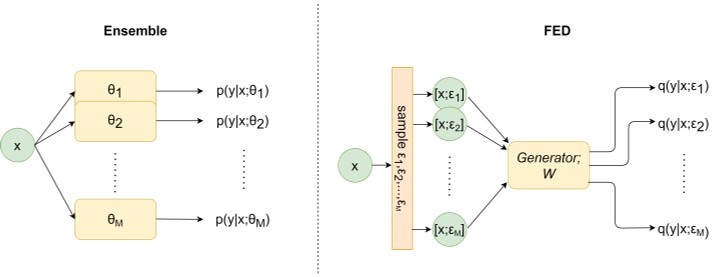 Ensemble
x
θ1
θ2
θM
p(y|x;θ1)
p(y|x;θ2)
p(y|x;θM)
FED
x
sample ε1,ε2,...,εM
[x;ε1]
[x;ε2]
[x;εM]
Generator;
W
q(y|x;ε1)
q(y|x;ε2)
q(y|x;εM)